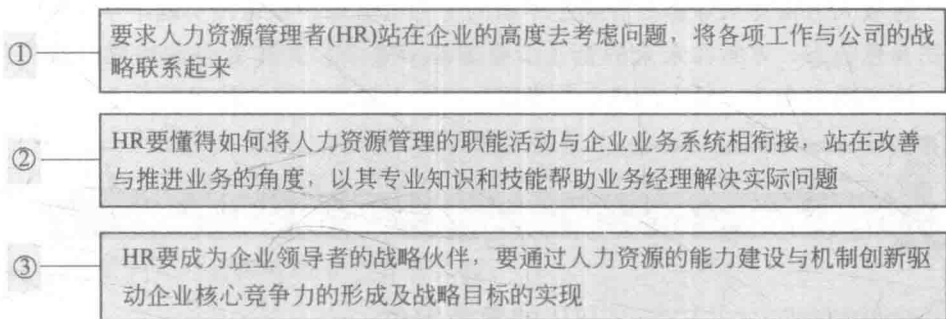 ① 要求人力资源管理者(HR)站在企业的高度去考虑问题，将各项工作与公司的战
略联系起来
② HR要懂得如何将人力资源管理的职能活动与企业业务系统相衔接，站在改善
与推进业务的角度，以其专业知识和技能帮助业务经理解决实际问题
③ HR要成为企业领导者的战略伙伴，要通过人力资源的能力建设与机制创新驱
动企业核心竞争力的形成及战略目标的实现